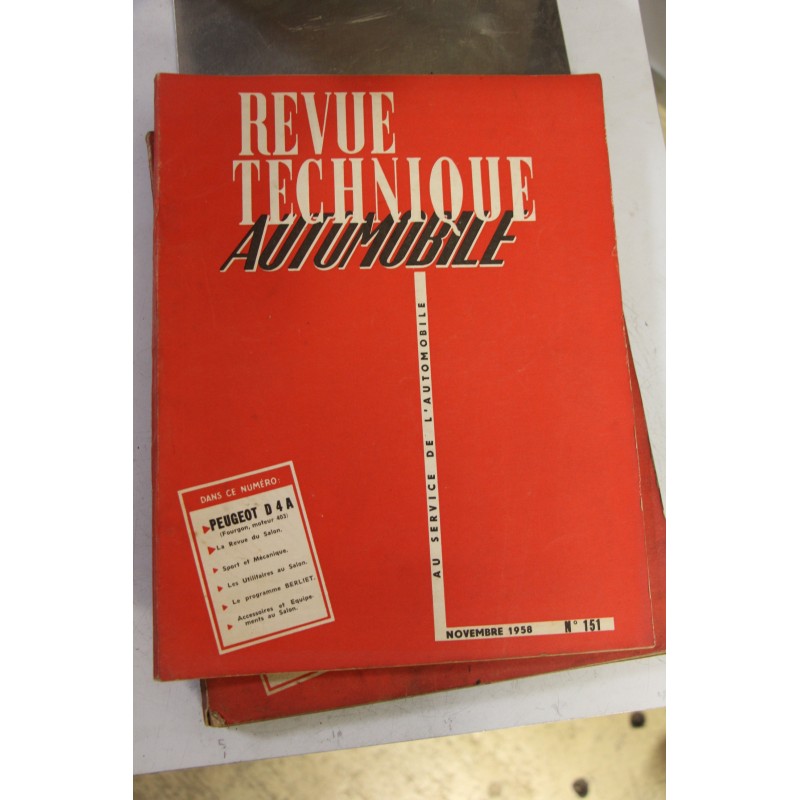 REVUE
TECHNIQUE
AUTOMOBILE
AU SERVICE DE L'AUTOMOBILE
DANS CE NUMÉRO:
PEUGEOT D4A
(Fourgon, moteur 403)
La Revue du Salon.
Sport et Mécanique.
Les Utilitaires au Salon.
Le programme BERLIET.
Accessoires et Equipe-
ments au Salon.
NOVEMBRE 1958 N° 151